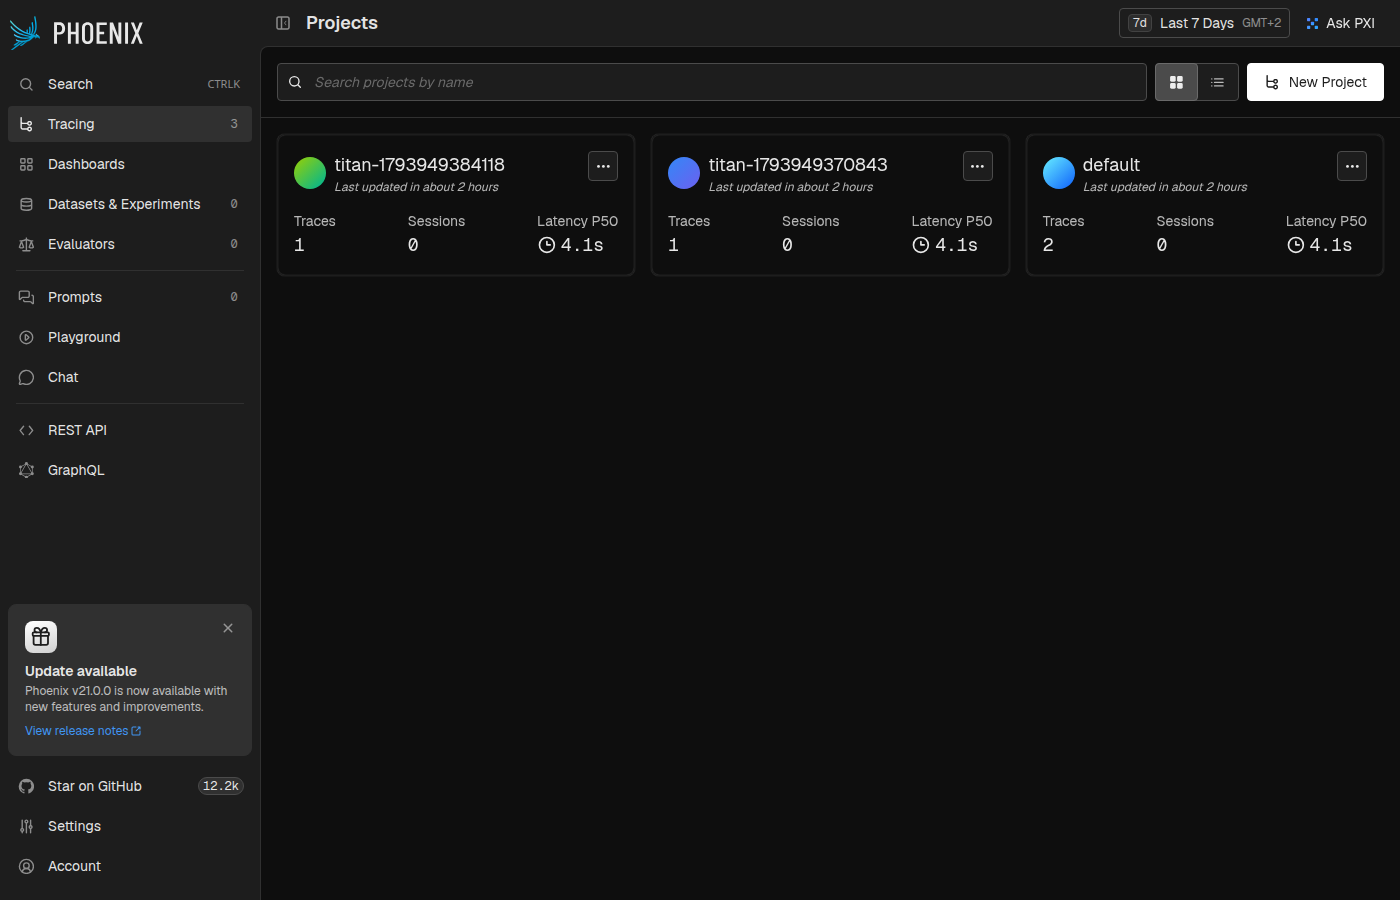 PHOENIX
Search CTRLK
Tracing 3
Dashboards
Datasets & Experiments 0
Evaluators 0
Prompts 0
Playground
Chat
REST API
GraphQL
Update available
Phoenix v21.0.0 is now available with
new features and improvements.
View release notes
Star on GitHub 12.2k
Settings
Account
Projects
7d Last 7 Days GMT+2
Ask PXI
Search projects by name
New Project
titan-1793949384118
Last updated in about 2 hours
Traces Sessions Latency P50
1 0 4.1s
titan-1793949370843
Last updated in about 2 hours
Traces Sessions Latency P50
1 0 4.1s
default
Last updated in about 2 hours
Traces Sessions Latency P50
2 0 4.1s